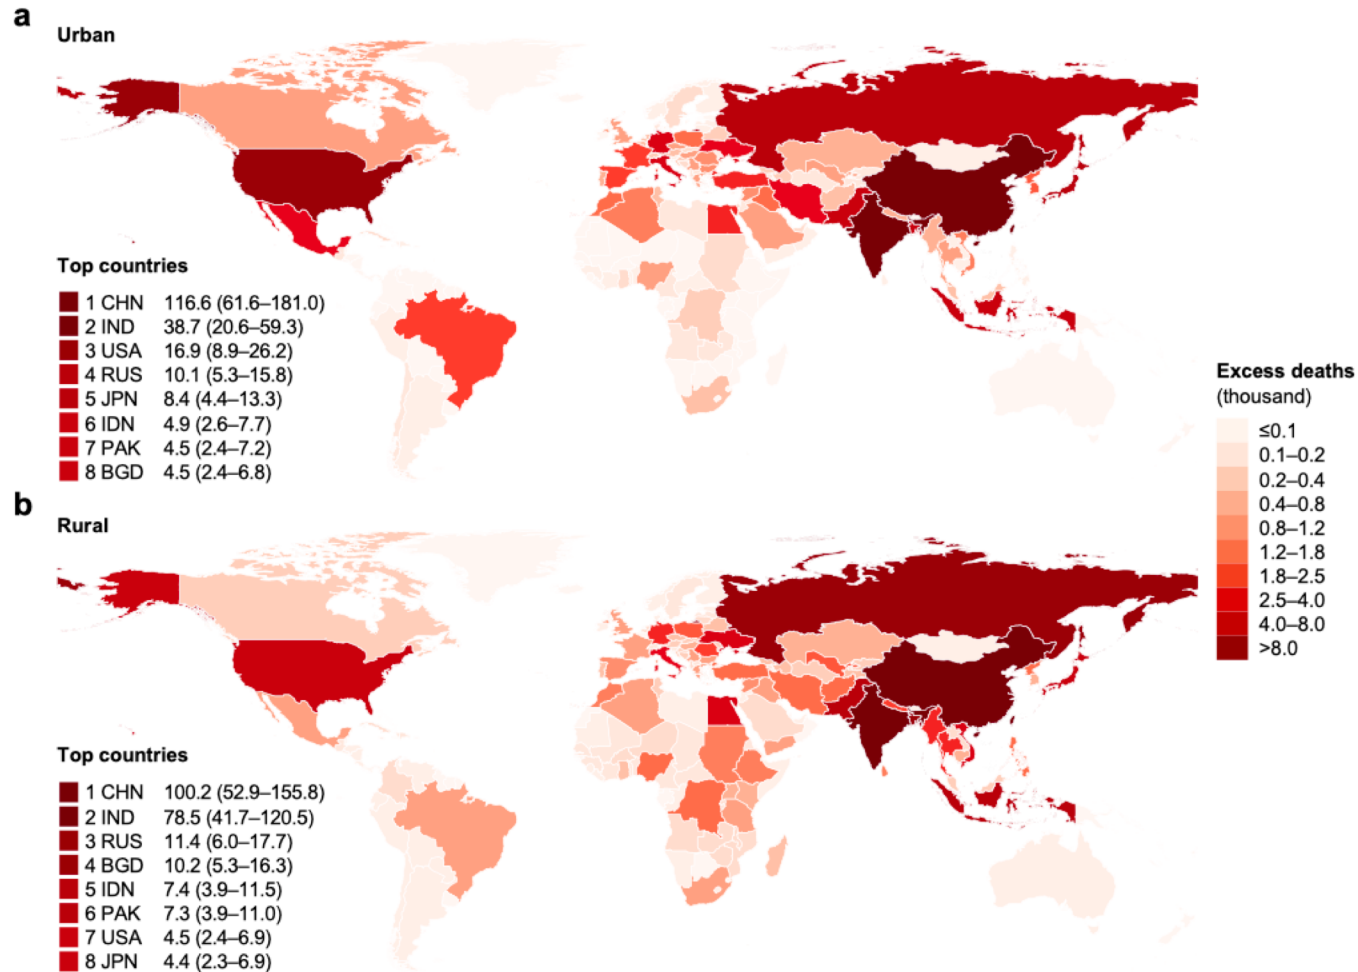 a
Urban
Top countries
1 CHN 116.6 (61.6–181.0)
2 IND 38.7 (20.6–59.3)
3 USA 16.9 (8.9–26.2)
4 RUS 10.1 (5.3–15.8)
5 JPN 8.4 (4.4–13.3)
6 IDN 4.9 (2.6–7.7)
7 PAK 4.5 (2.4–7.2)
8 BGD 4.5 (2.4–6.8)
Excess deaths
(thousand)
≤0.1
0.1–0.2
0.2–0.4
0.4–0.8
0.8–1.2
1.2–1.8
1.8–2.5
2.5–4.0
4.0–8.0
>8.0
b
Rural
Top countries
1 CHN 100.2 (52.9–155.8)
2 IND 78.5 (41.7–120.5)
3 RUS 11.4 (6.0–17.7)
4 BGD 10.2 (5.3–16.3)
5 IDN 7.4 (3.9–11.5)
6 PAK 7.3 (3.9–11.0)
7 USA 4.5 (2.4–6.9)
8 JPN 4.4 (2.3–6.9)